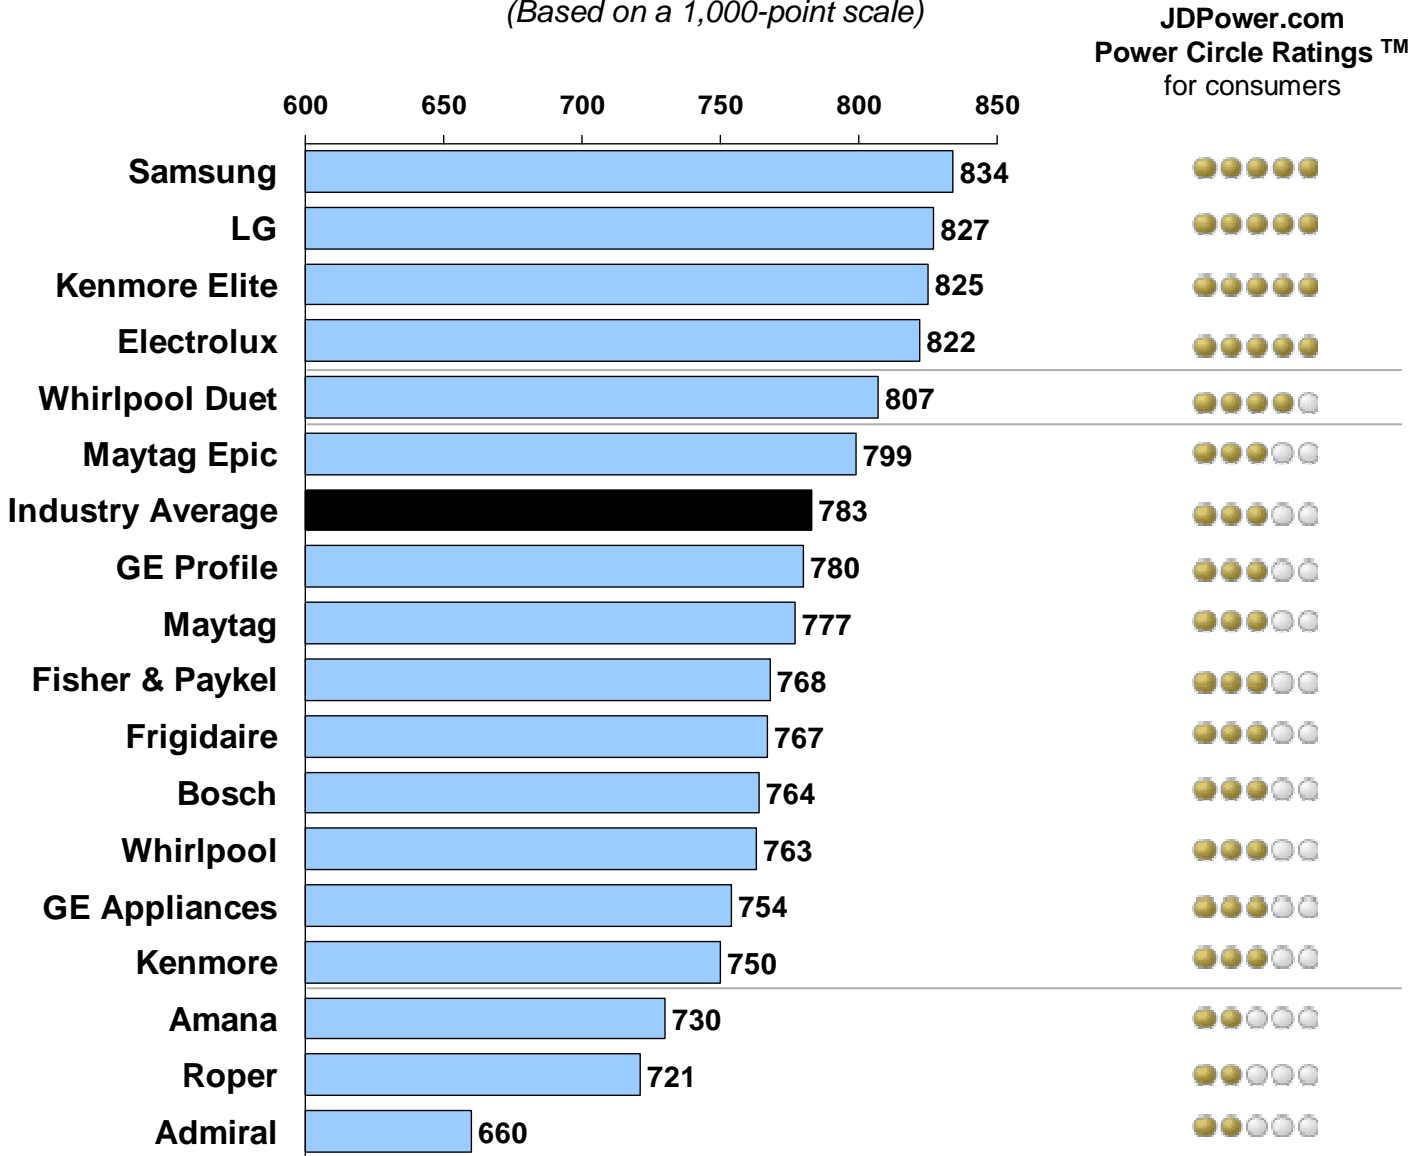 (Based on a 1,000-point scale)
JDPower.com
Power Circle Ratings TM
for consumers
600 650 700 750 800 850
Samsung 834
LG 827
Kenmore Elite 825
Electrolux 822
Whirlpool Duet 807
Maytag Epic 799
Industry Average 783
GE Profile 780
Maytag 777
Fisher & Paykel 768
Frigidaire 767
Bosch 764
Whirlpool 763
GE Appliances 754
Kenmore 750
Amana 730
Roper 721
Admiral 660